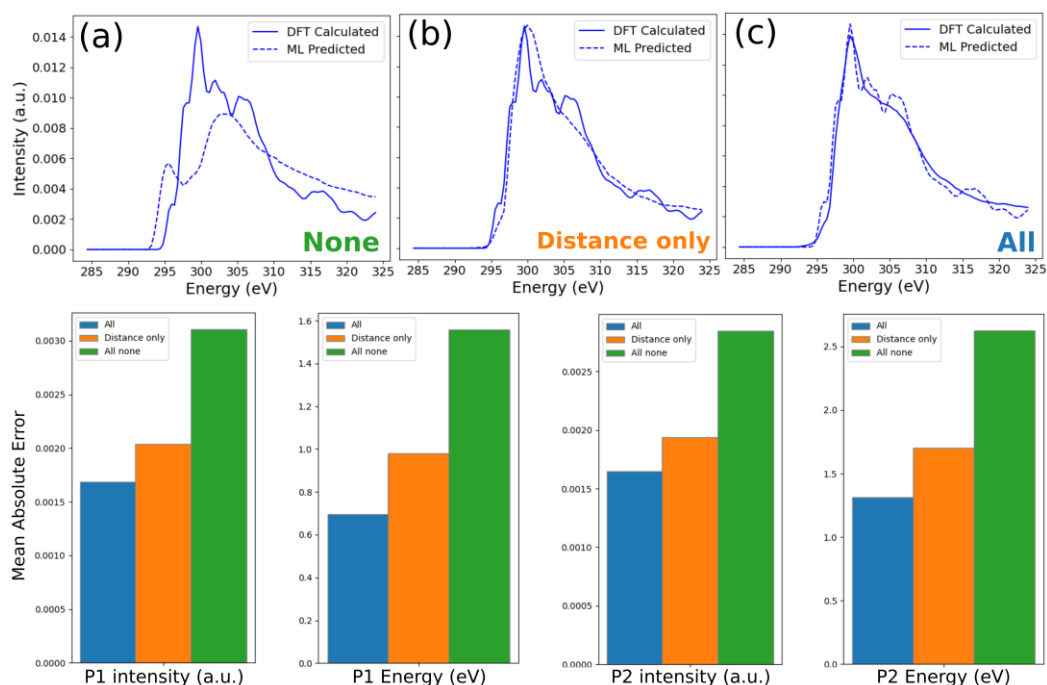 (a)
DFT Calculated
ML Predicted
None
Intensity (a.u.)
0.014
0.012
0.010
0.008
0.006
0.004
0.002
0.000
285 290 295 300 305 310 315 320 325
Energy (eV)
(b)
DFT Calculated
ML Predicted
Distance only
285 290 295 300 305 310 315 320 325
Energy (eV)
(c)
DFT Calculated
ML Predicted
All
285 290 295 300 305 310 315 320 325
Energy (eV)
Mean Absolute Error
All
Distance only
All none
0.0030
0.0025
0.0020
0.0015
0.0010
0.0005
0.0000
P1 intensity (a.u.)
All
Distance only
All none
1.6
1.4
1.2
1.0
0.8
0.6
0.4
0.2
0.0
P1 Energy (eV)
All
Distance only
All none
0.0025
0.0020
0.0015
0.0010
0.0005
0.0000
P2 intensity (a.u.)
All
Distance only
All none
2.5
2.0
1.5
1.0
0.5
0.0
P2 Energy (eV)